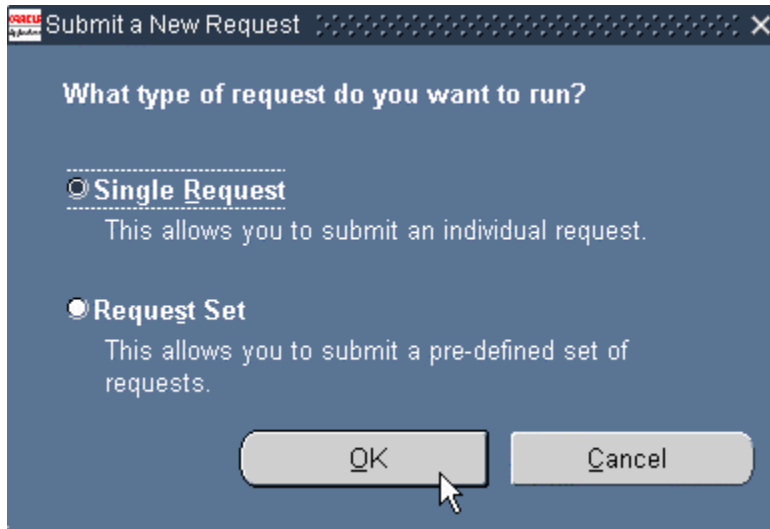 ORACLE
Submit a New Request
What type of request do you want to run?
Single Request
This allows you to submit an individual request.
Request Set
This allows you to submit a pre-defined set of
requests.
OK
Cancel